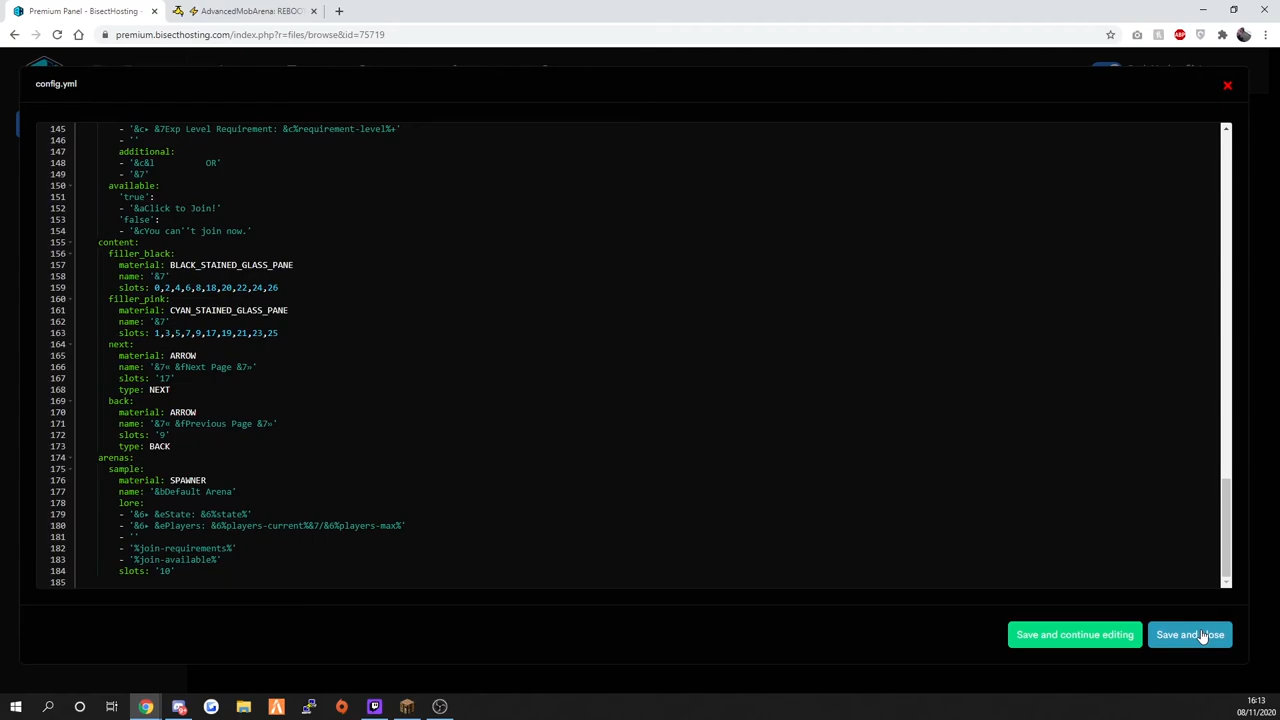 Premium Panel - BisectHosting -
AdvancedMobArena: REBOO
premium.bisecthosting.com/index.php?r=files/browse&id=75719
config.yml
145 - '&c▸ &7Exp Level Requirement: &c%requirement-level%+'
146 - ''
147 additional:
148 - '&c&l OR'
149 - '&7'
150 available:
151 'true':
152 - '&aClick to Join!'
153 'false':
154 - '&cYou can''t join now.'
155 content:
156 filler_black:
157 material: BLACK_STAINED_GLASS_PANE
158 name: '&7'
159 slots: 0,2,4,6,8,18,20,22,24,26
160 filler_pink:
161 material: CYAN_STAINED_GLASS_PANE
162 name: '&7'
163 slots: 1,3,5,7,9,17,19,21,23,25
164 next:
165 material: ARROW
166 name: '&7« &fNext Page &7»'
167 slots: '17'
168 type: NEXT
169 back:
170 material: ARROW
171 name: '&7« &fPrevious Page &7»'
172 slots: '9'
173 type: BACK
174 arenas:
175 sample:
176 material: SPAWNER
177 name: '&bDefault Arena'
178 lore:
179 - '&6▸ &eState: &6%state%'
180 - '&6▸ &ePlayers: &6%players-current%&7/&6%players-max%'
181 - ''
182 - '%join-requirements%'
183 - '%join-available%'
184 slots: '10'
185
Save and continue editing
Save and close
16:13
08/11/2020